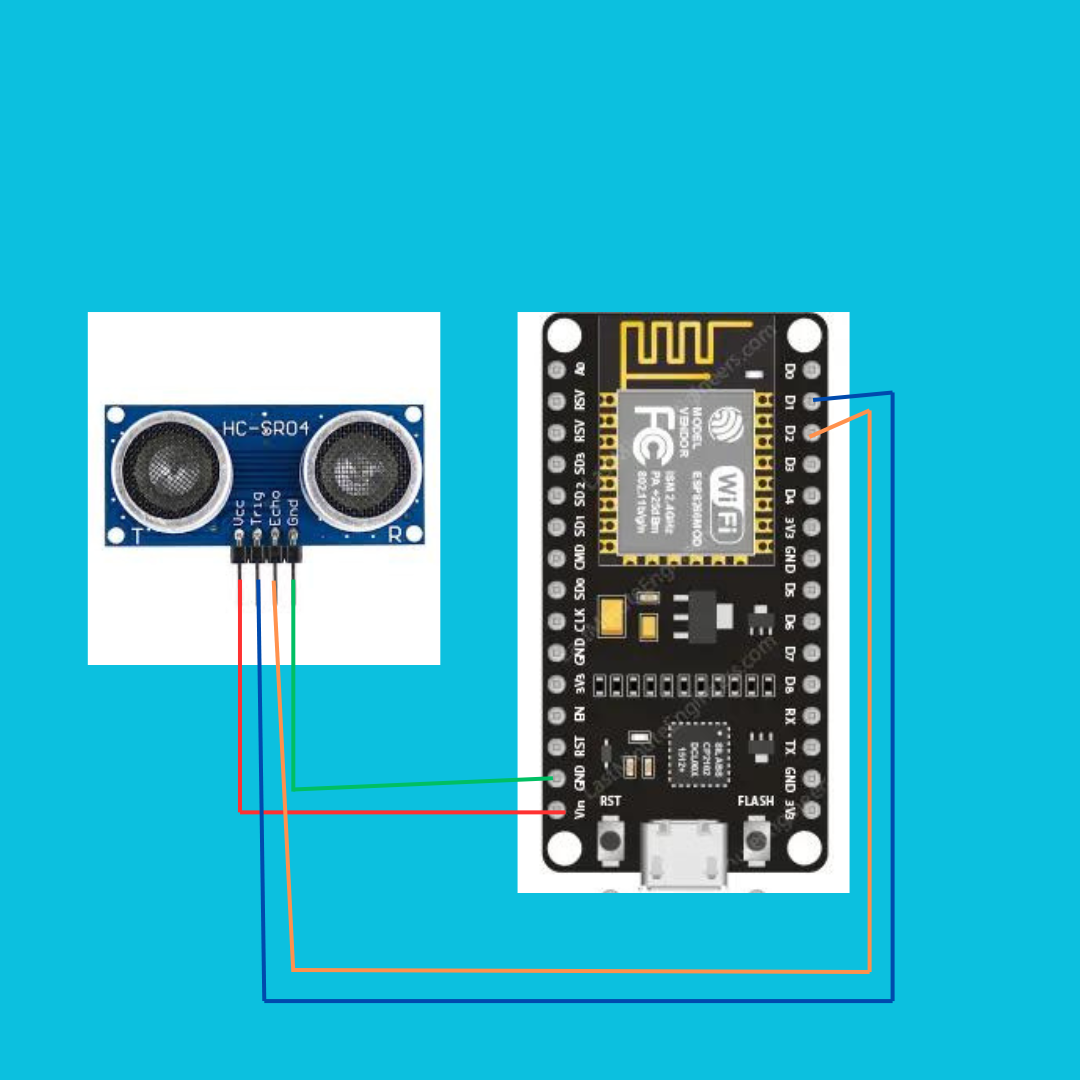 HC-SR04
Vcc
Trig
Echo
Gnd
T
R
A0
RSV
RSV
SD3
SD2
SD1
CMD
SD0
CLK
GND
3V3
EN
RST
GND
Vin
D0
D1
D2
D3
D4
3V3
GND
D5
D6
D7
D8
RX
TX
GND
3V3
MODEL
VENDOR
ESP8266MOD
WiFi
FC
ISM 2.4GHz
PA +25dBm
802.11b/g/n
SILABS
CP2102
DCL00X
1512+
RST
FLASH
LastMinuteEngineers.com